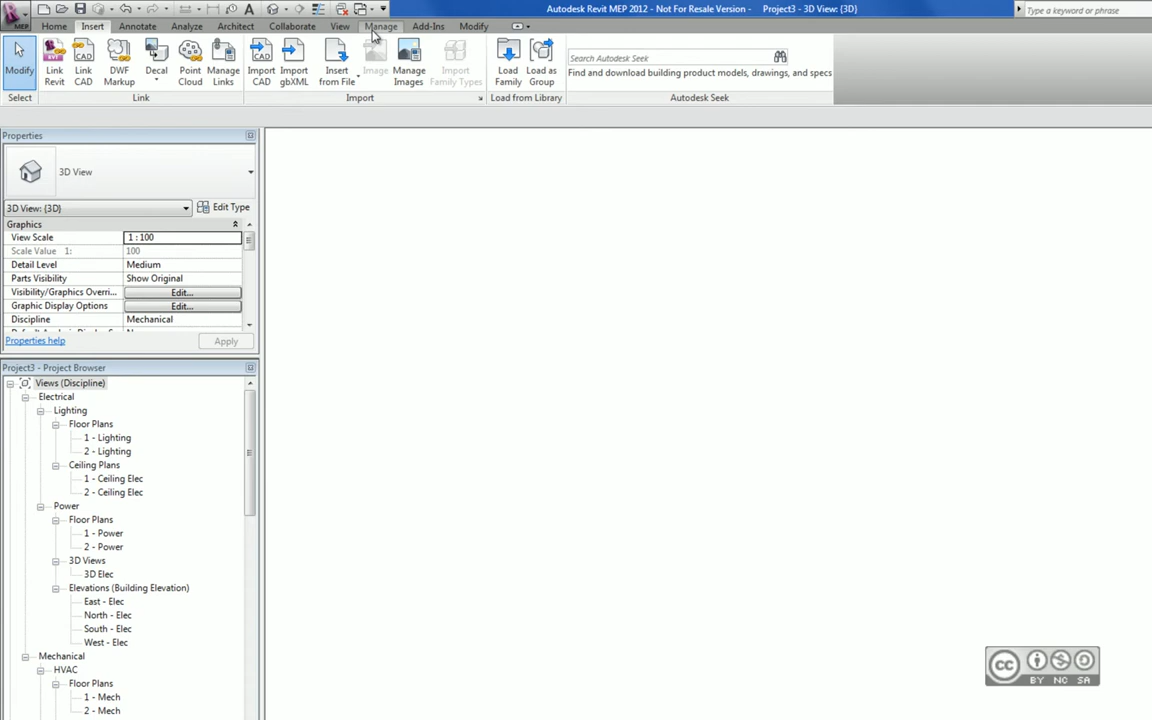 Autodesk Revit MEP 2012 - Not For Resale Version - Project3 - 3D View: {3D}
Type a keyword or phrase
MEP
Home Insert Annotate Analyze Architect Collaborate View Manage Add-Ins Modify
Modify
Link Revit
Link CAD
DWF Markup
Decal
Point Cloud
Manage Links
Import CAD
Import gbXML
Insert from File
Image
Manage Images
Import Family Types
Load Family
Load as Group
Search Autodesk Seek
Find and download building product models, drawings, and specs
Select Link Import Load from Library Autodesk Seek
Properties
3D View
3D View: {3D} Edit Type
Graphics
View Scale 1 : 100
Scale Value 1: 100
Detail Level Medium
Parts Visibility Show Original
Visibility/Graphics Overri... Edit...
Graphic Display Options Edit...
Discipline Mechanical
Properties help Apply
Project3 - Project Browser
Views (Discipline)
Electrical
Lighting
Floor Plans
1 - Lighting
2 - Lighting
Ceiling Plans
1 - Ceiling Elec
2 - Ceiling Elec
Power
Floor Plans
1 - Power
2 - Power
3D Views
3D Elec
Elevations (Building Elevation)
East - Elec
North - Elec
South - Elec
West - Elec
Mechanical
HVAC
Floor Plans
1 - Mech
2 - Mech
cc
BY NC SA